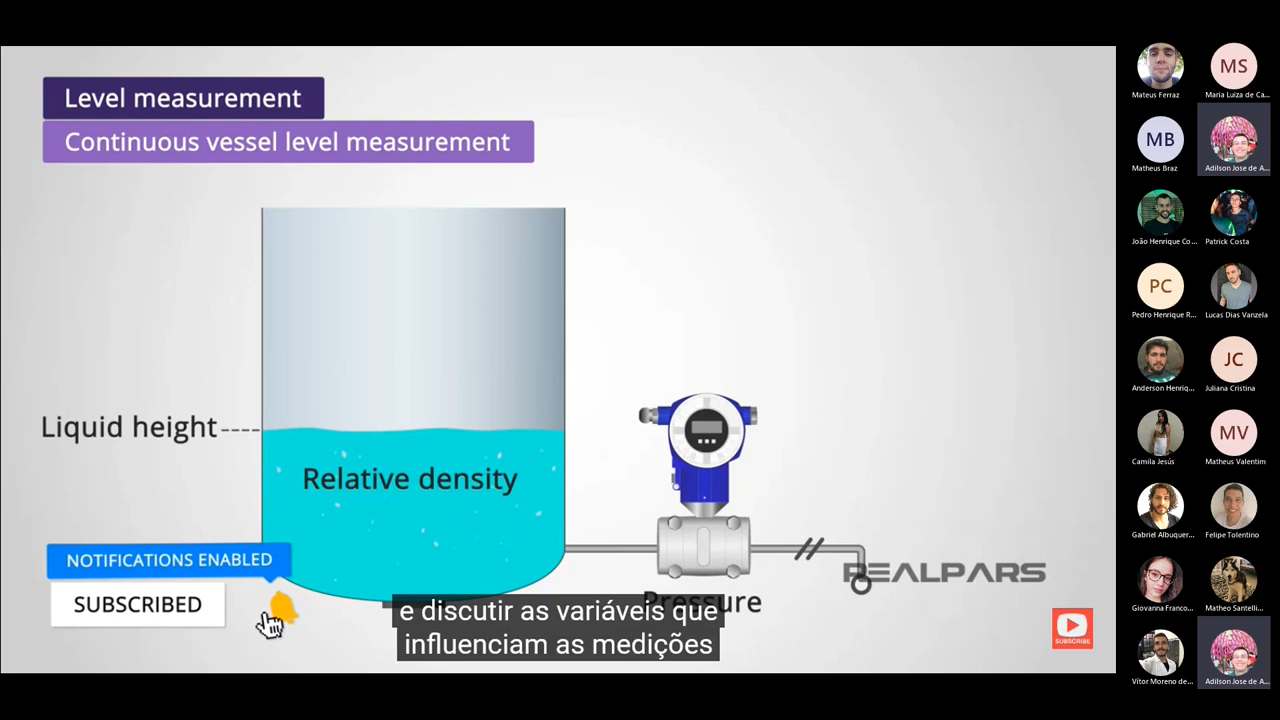 Level measurement
Continuous vessel level measurement
Liquid height
Relative density
NOTIFICATIONS ENABLED
SUBSCRIBED
Pressure
REALPARS
SUBSCRIBE
e discutir as variáveis que
influenciam as medições
Mateus Ferraz
MS
Maria Luiza de Ca...
MB
Matheus Braz
Adilson Jose de A...
João Henrique Co...
Patrick Costa
PC
Pedro Henrique R...
Lucas Dias Vanzela
Anderson Henriq...
JC
Juliana Cristina
Camila Jesús
MV
Matheus Valentim
Gabriel Albuquer...
Felipe Tolentino
Giovanna Franco...
Matheo Santelli...
Vítor Moreno de...
Adilson Jose de A...